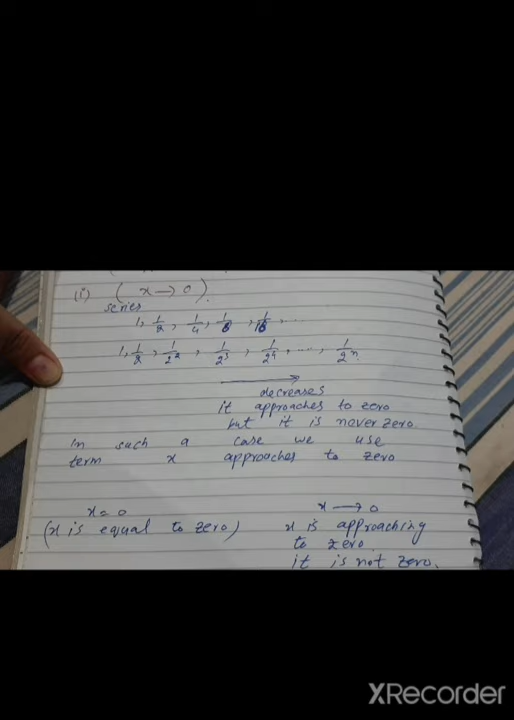 (i) (x → 0).
series
1, 1/2, 1/4, 1/8, 1/16, ....
1, 1/2, 1/2², 1/2³, 1/2⁴, ...., 1/2ⁿ.
→
decreases
it approaches to zero
but it is never zero.
In such a case we use
term x approaches to zero
x = 0 x → 0
(x is equal to zero) x is approaching
to zero.
it is not zero.
XRecorder